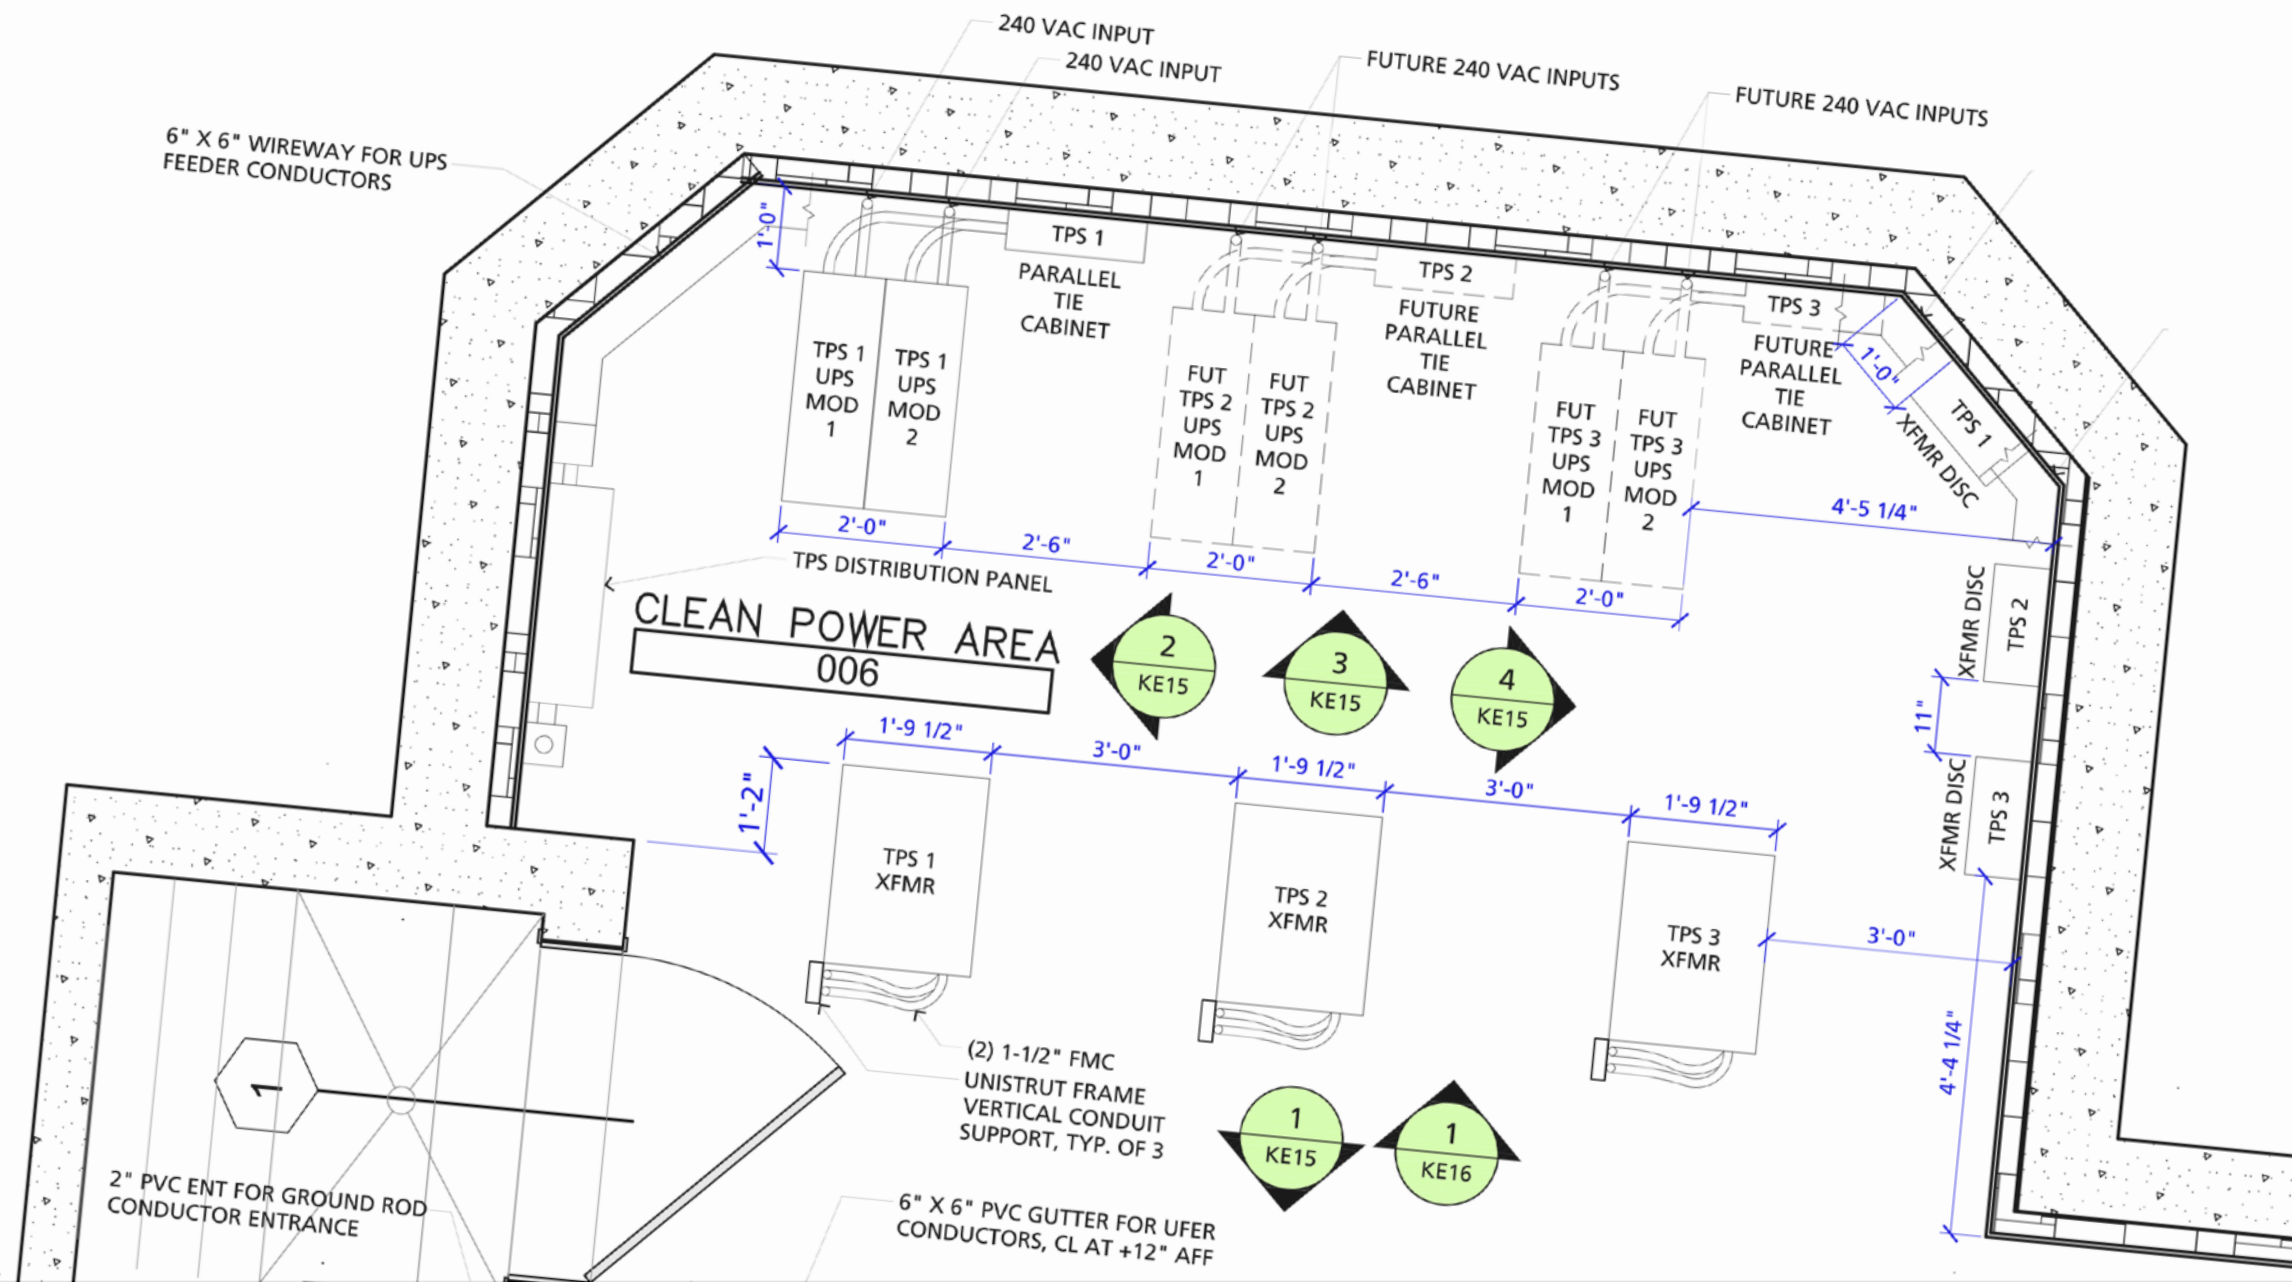 240 VAC INPUT
240 VAC INPUT
FUTURE 240 VAC INPUTS
FUTURE 240 VAC INPUTS
6" X 6" WIREWAY FOR UPS
FEEDER CONDUCTORS
1'-0"
TPS 1
PARALLEL
TIE
CABINET
TPS 2
FUTURE
PARALLEL
TIE
CABINET
TPS 3
FUTURE
PARALLEL
TIE
CABINET
1'-0"
TPS 1
XFMR DISC
TPS 1
UPS
MOD
1
TPS 1
UPS
MOD
2
FUT
TPS 2
UPS
MOD
1
FUT
TPS 2
UPS
MOD
2
FUT
TPS 3
UPS
MOD
1
FUT
TPS 3
UPS
MOD
2
4'-5 1/4"
2'-0"
2'-6"
2'-0"
2'-6"
2'-0"
TPS DISTRIBUTION PANEL
CLEAN POWER AREA
006
2
KE15
3
KE15
4
KE15
XFMR DISC
TPS 2
11"
XFMR DISC
TPS 3
1'-9 1/2"
3'-0"
1'-9 1/2"
3'-0"
1'-9 1/2"
1'-2"
TPS 1
XFMR
TPS 2
XFMR
TPS 3
XFMR
3'-0"
4'-4 1/4"
(2) 1-1/2" FMC
UNISTRUT FRAME
VERTICAL CONDUIT
SUPPORT, TYP. OF 3
1
KE15
1
KE16
1
2" PVC ENT FOR GROUND ROD
CONDUCTOR ENTRANCE
6" X 6" PVC GUTTER FOR UFER
CONDUCTORS, CL AT +12" AFF